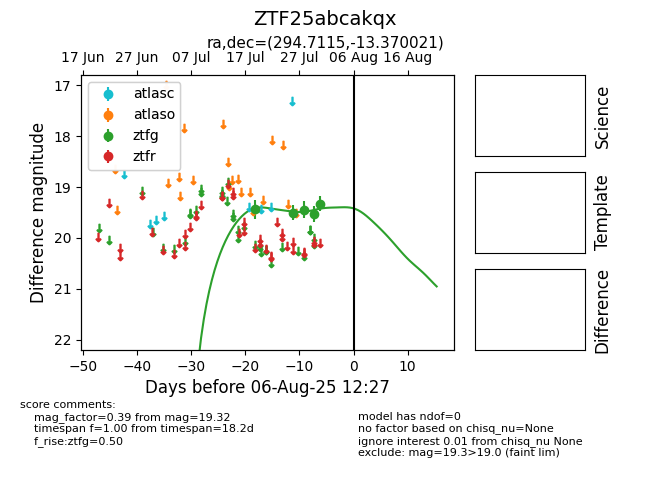 ZTF25abcakqx
ra,dec=(294.7115,-13.370021)
17 Jun 27 Jun 07 Jul 17 Jul 27 Jul 06 Aug 16 Aug
17
18
19
20
21
22
Difference magnitude
atlasc
atlaso
ztfg
ztfr
−50 −40 −30 −20 −10 0 10
Days before 06-Aug-25 12:27
Science
Template
Difference
score comments:
mag_factor=0.39 from mag=19.32
timespan f=1.00 from timespan=18.2d
f_rise:ztfg=0.50
model has ndof=0
no factor based on chisq_nu=None
ignore interest 0.01 from chisq_nu None
exclude: mag=19.3>19.0 (faint lim)